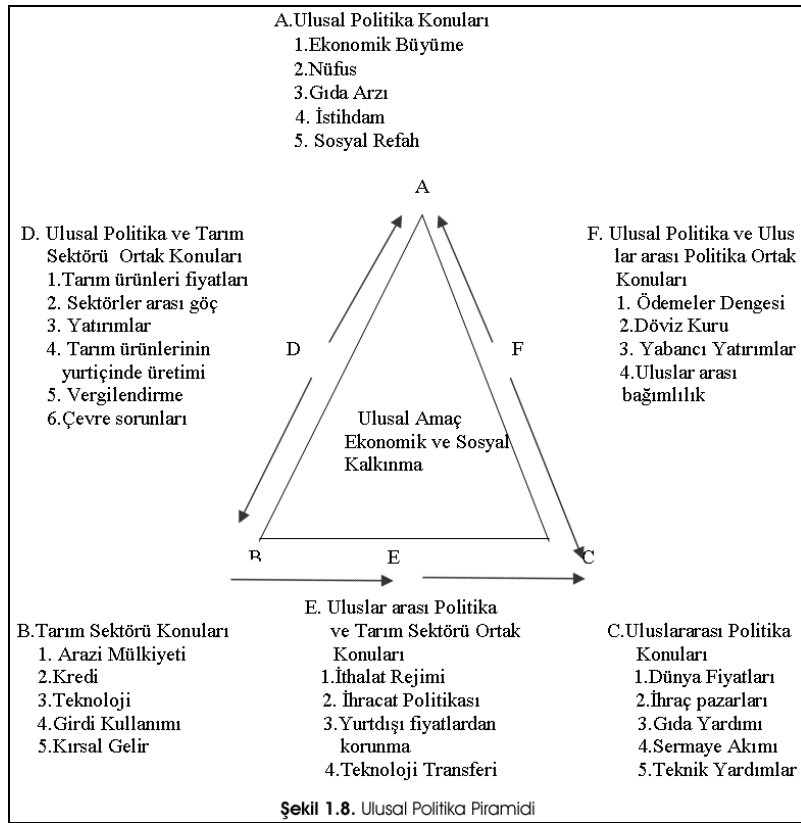 A.Ulusal Politika Konuları
1.Ekonomik Büyüme
2.Nüfus
3.Gıda Arzı
4. İstihdam
5. Sosyal Refah
A
D. Ulusal Politika ve Tarım
Sektörü Ortak Konuları
1.Tarım ürünleri fiyatları
2. Sektörler arası göç
3. Yatırımlar
4. Tarım ürünlerinin
yurtiçinde üretimi
5. Vergilendirme
6.Çevre sorunları
D
F
F. Ulusal Politika ve Ulus
lar arası Politika Ortak
Konuları
1. Ödemeler Dengesi
2.Döviz Kuru
3. Yabancı Yatırımlar
4.Uluslar arası
bağımlılık
Ulusal Amaç
Ekonomik ve Sosyal
Kalkınma
B
E
C
B.Tarım Sektörü Konuları
1. Arazi Mülkiyeti
2.Kredi
3.Teknoloji
4.Girdi Kullanımı
5.Kırsal Gelir
E. Uluslar arası Politika
ve Tarım Sektörü Ortak
Konuları
1.İthalat Rejimi
2. İhracat Politikası
3.Yurtdışı fiyatlardan
korunma
4.Teknoloji Transferi
C.Uluslararası Politika
Konuları
1.Dünya Fiyatları
2.İhraç pazarları
3.Gıda Yardımı
4.Sermaye Akımı
5.Teknik Yardımlar
Şekil 1.8. Ulusal Politika Piramidi